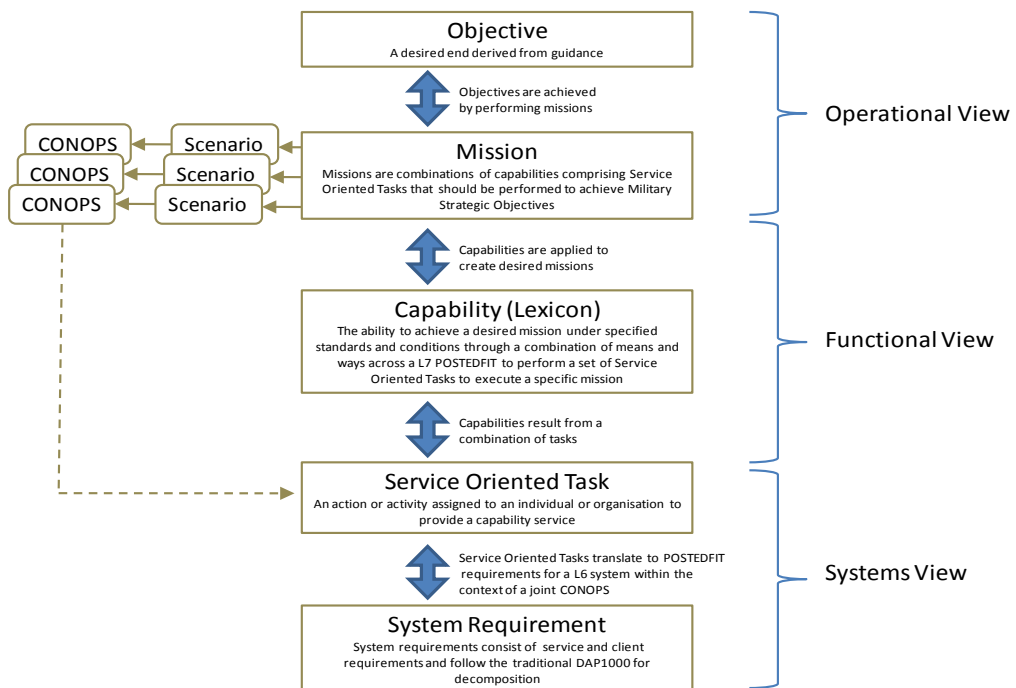 Objective
A desired end derived from guidance
Objectives are achieved
by performing missions
Operational View
CONOPS
Scenario
CONOPS
Scenario
CONOPS
Scenario
Mission
Missions are combinations of capabilities comprising Service
Oriented Tasks that should be performed to achieve Military
Strategic Objectives
Capabilities are applied to
create desired missions
Capability (Lexicon)
The ability to achieve a desired mission under specified
standards and conditions through a combination of means and
ways across a L7 POSTEDFIT to perform a set of Service
Oriented Tasks to execute a specific mission
Functional View
Capabilities result from a
combination of tasks
Service Oriented Task
An action or activity assigned to an individual or organisation to
provide a capability service
Service Oriented Tasks translate to POSTEDFIT
requirements for a L6 system within the
context of a joint CONOPS
Systems View
System Requirement
System requirements consist of service and client
requirements and follow the traditional DAP1000 for
decomposition